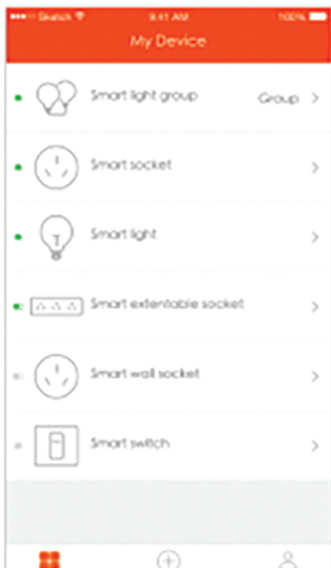 Sketch 9:41 AM 100%
My Device
Smart light group Group >
Smart socket >
Smart light >
Smart extentable socket >
Smart wall socket >
Smart switch >